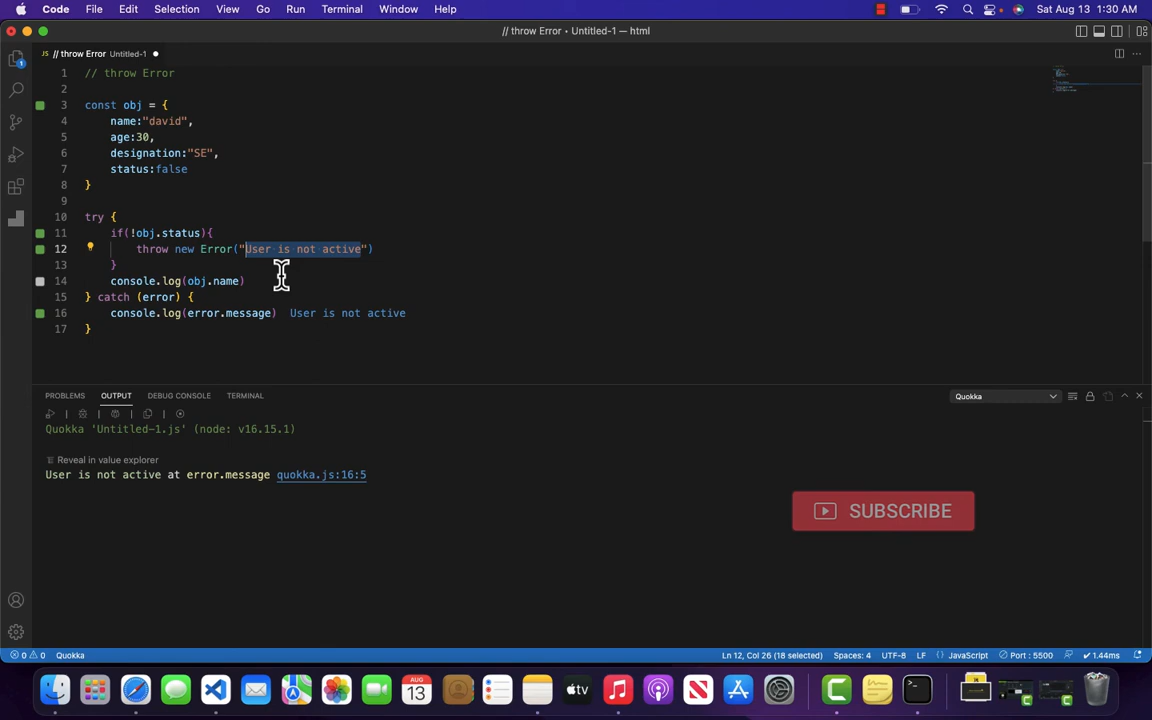 Code File Edit Selection View Go Run Terminal Window Help Sat Aug 13 1:30 AM
// throw Error • Untitled-1 — html
JS // throw Error Untitled-1 ●
1 // throw Error
2
3 const obj = {
4 name:"david",
5 age:30,
6 designation:"SE",
7 status:false
8 }
9
10 try {
11 if(!obj.status){
12 throw new Error("User is not active")
13 }
14 console.log(obj.name)
15 } catch (error) {
16 console.log(error.message) User is not active
17 }
PROBLEMS OUTPUT DEBUG CONSOLE TERMINAL Quokka
Quokka 'Untitled-1.js' (node: v16.15.1)
Reveal in value explorer
User is not active at error.message quokka.js:16:5
SUBSCRIBE
0 0 Quokka Ln 12, Col 26 (18 selected) Spaces: 4 UTF-8 LF {} JavaScript Port : 5500 ✓ 1.44ms
AUG
13
tv